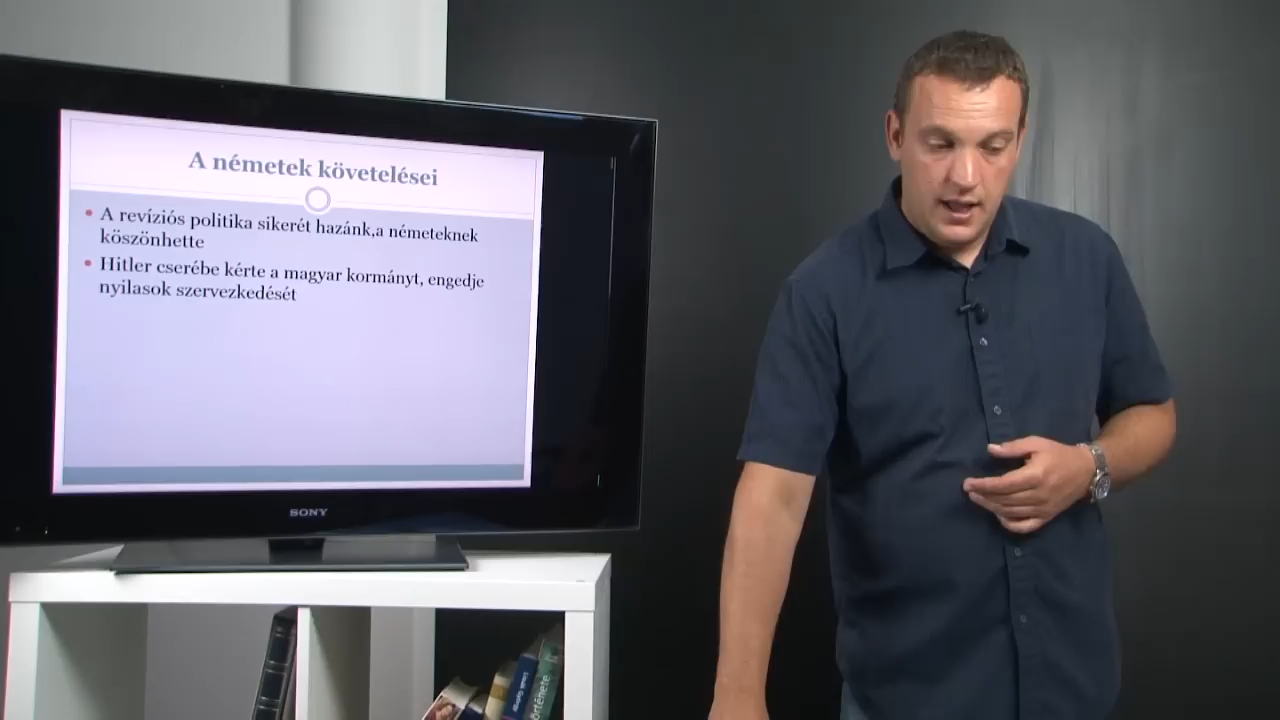 A németek követelései
A revíziós politika sikerét hazánk,a németeknek
köszönhette
Hitler cserébe kérte a magyar kormányt, engedje
nyilasok szervezkedését
SONY